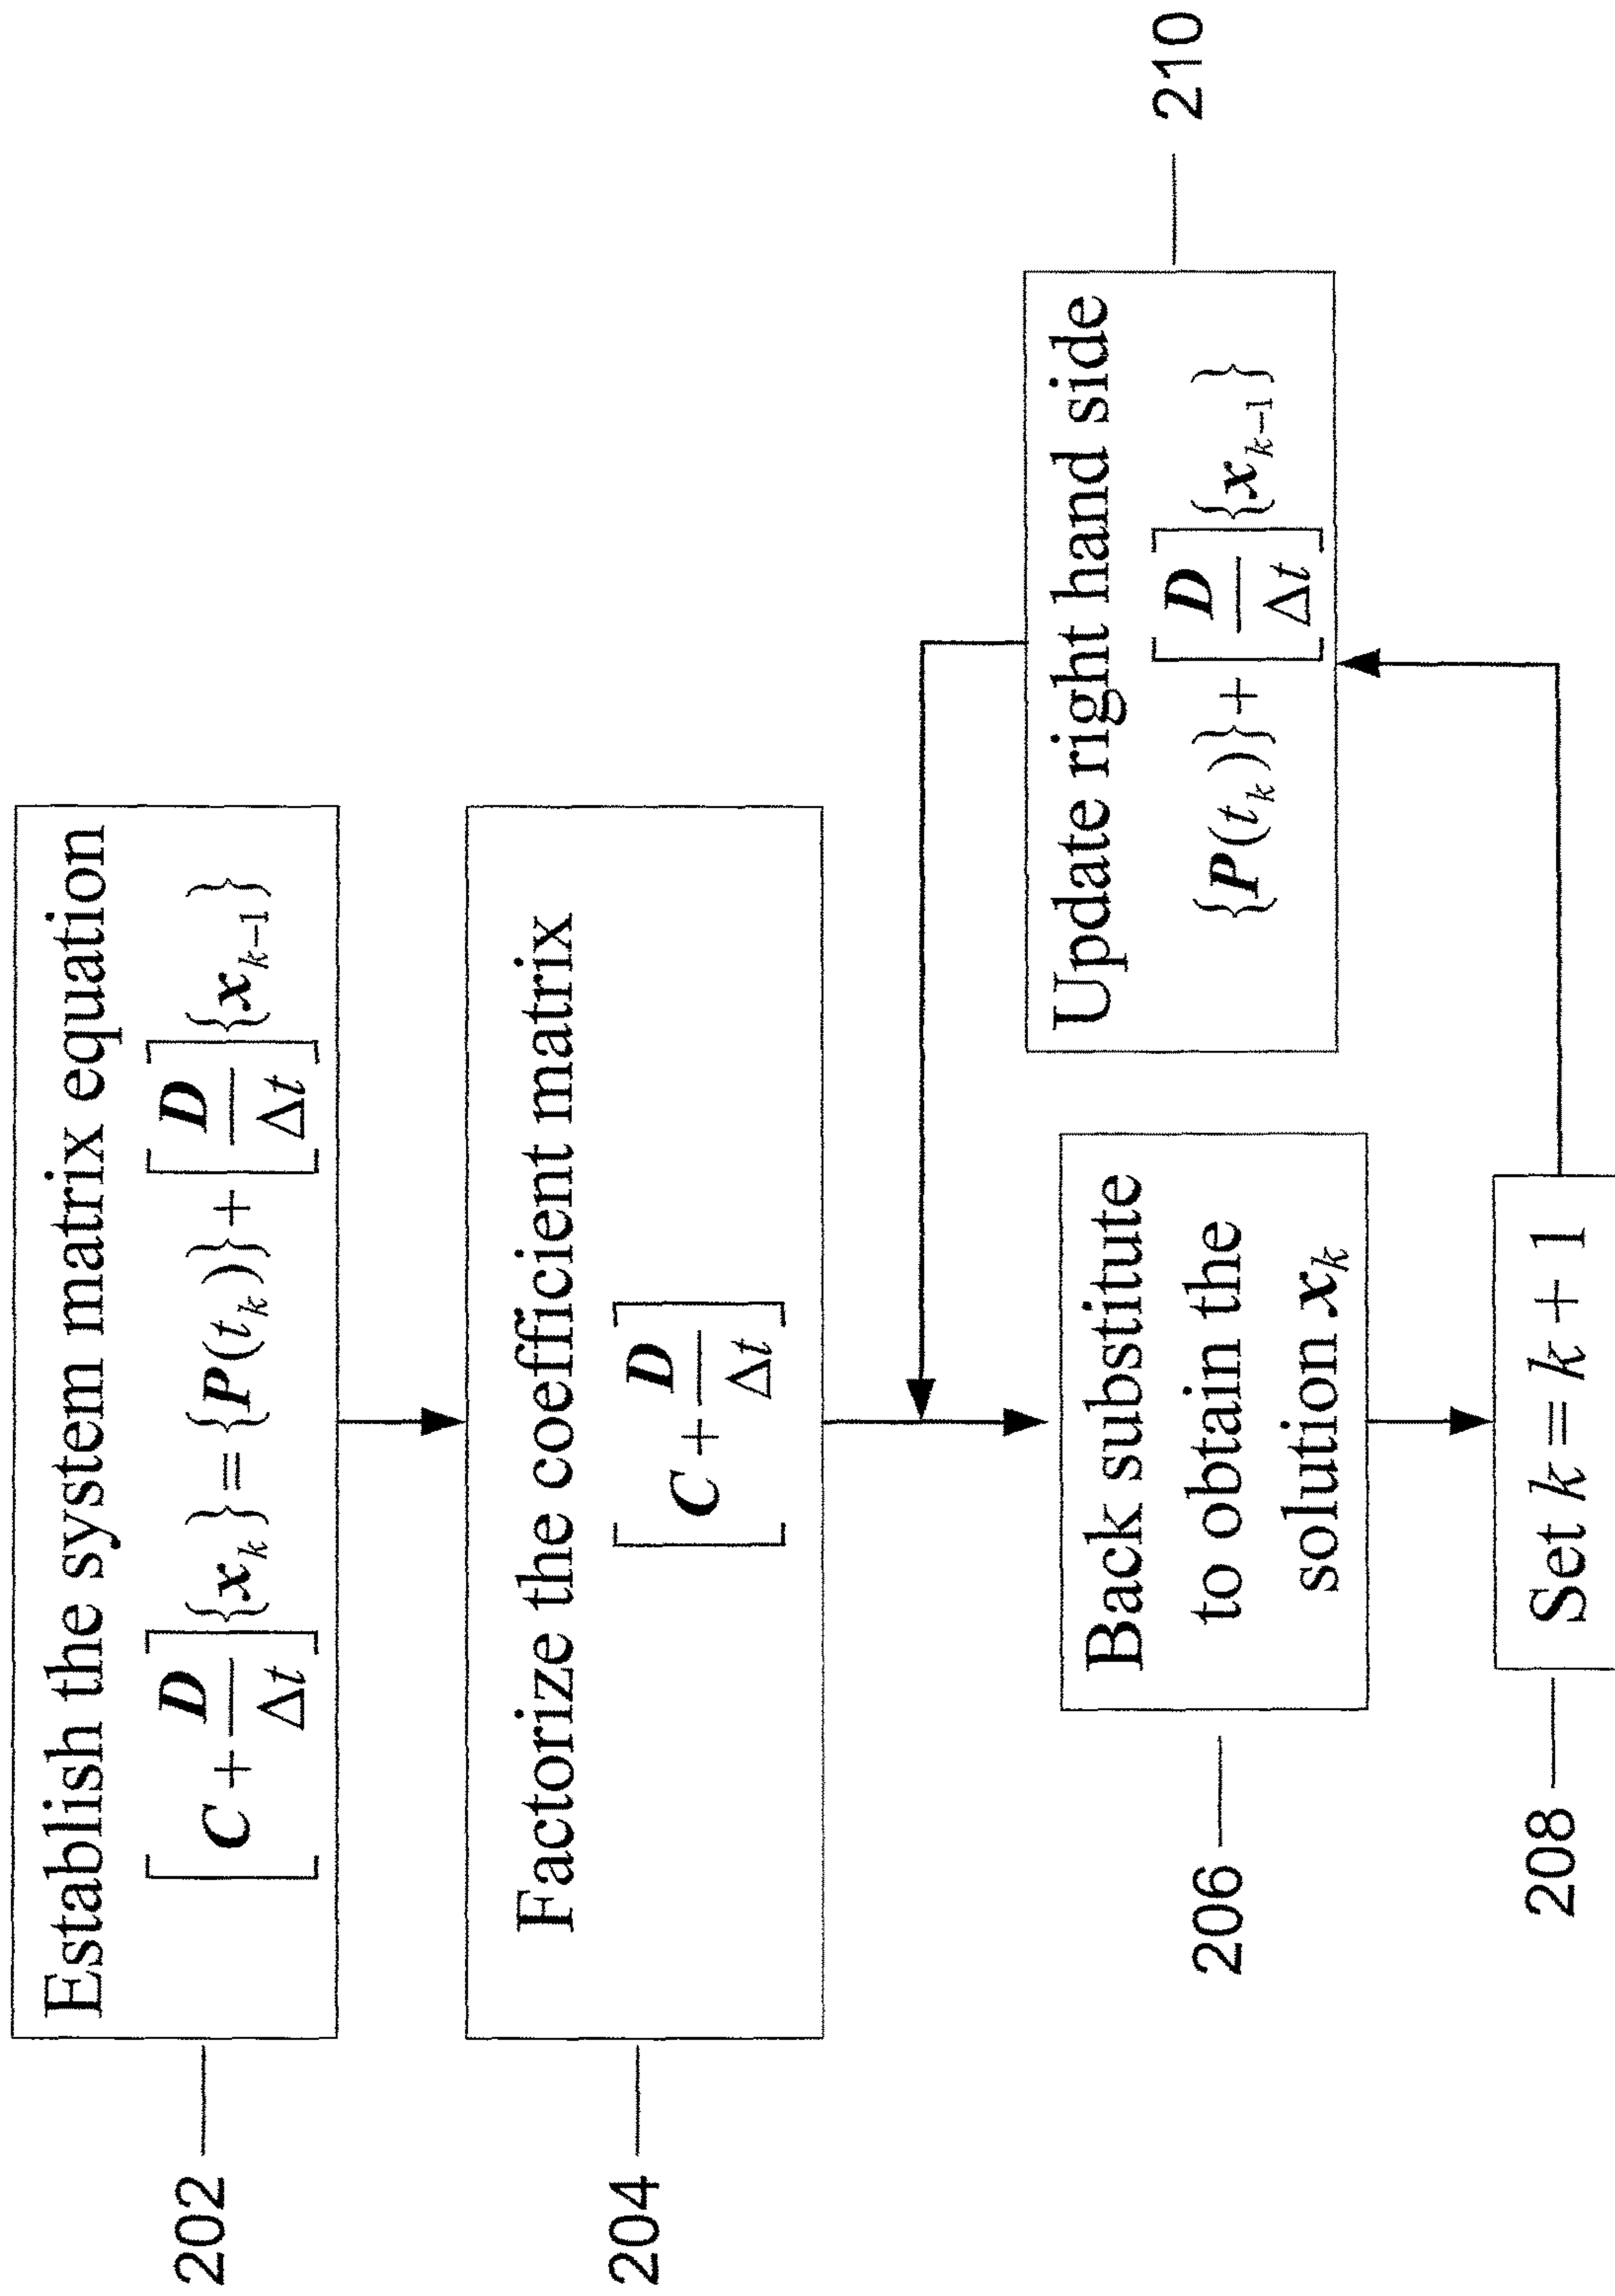 202
Establish the system matrix equation
[C + D/Δt]{x_k} = {P(t_k)} + [D/Δt]{x_{k-1}}
204
Factorize the coefficient matrix
[C + D/Δt]
206
Back substitute
to obtain the
solution x_k
208
Set k = k + 1
Update right hand side
{P(t_k)} + [D/Δt]{x_{k-1}}
210